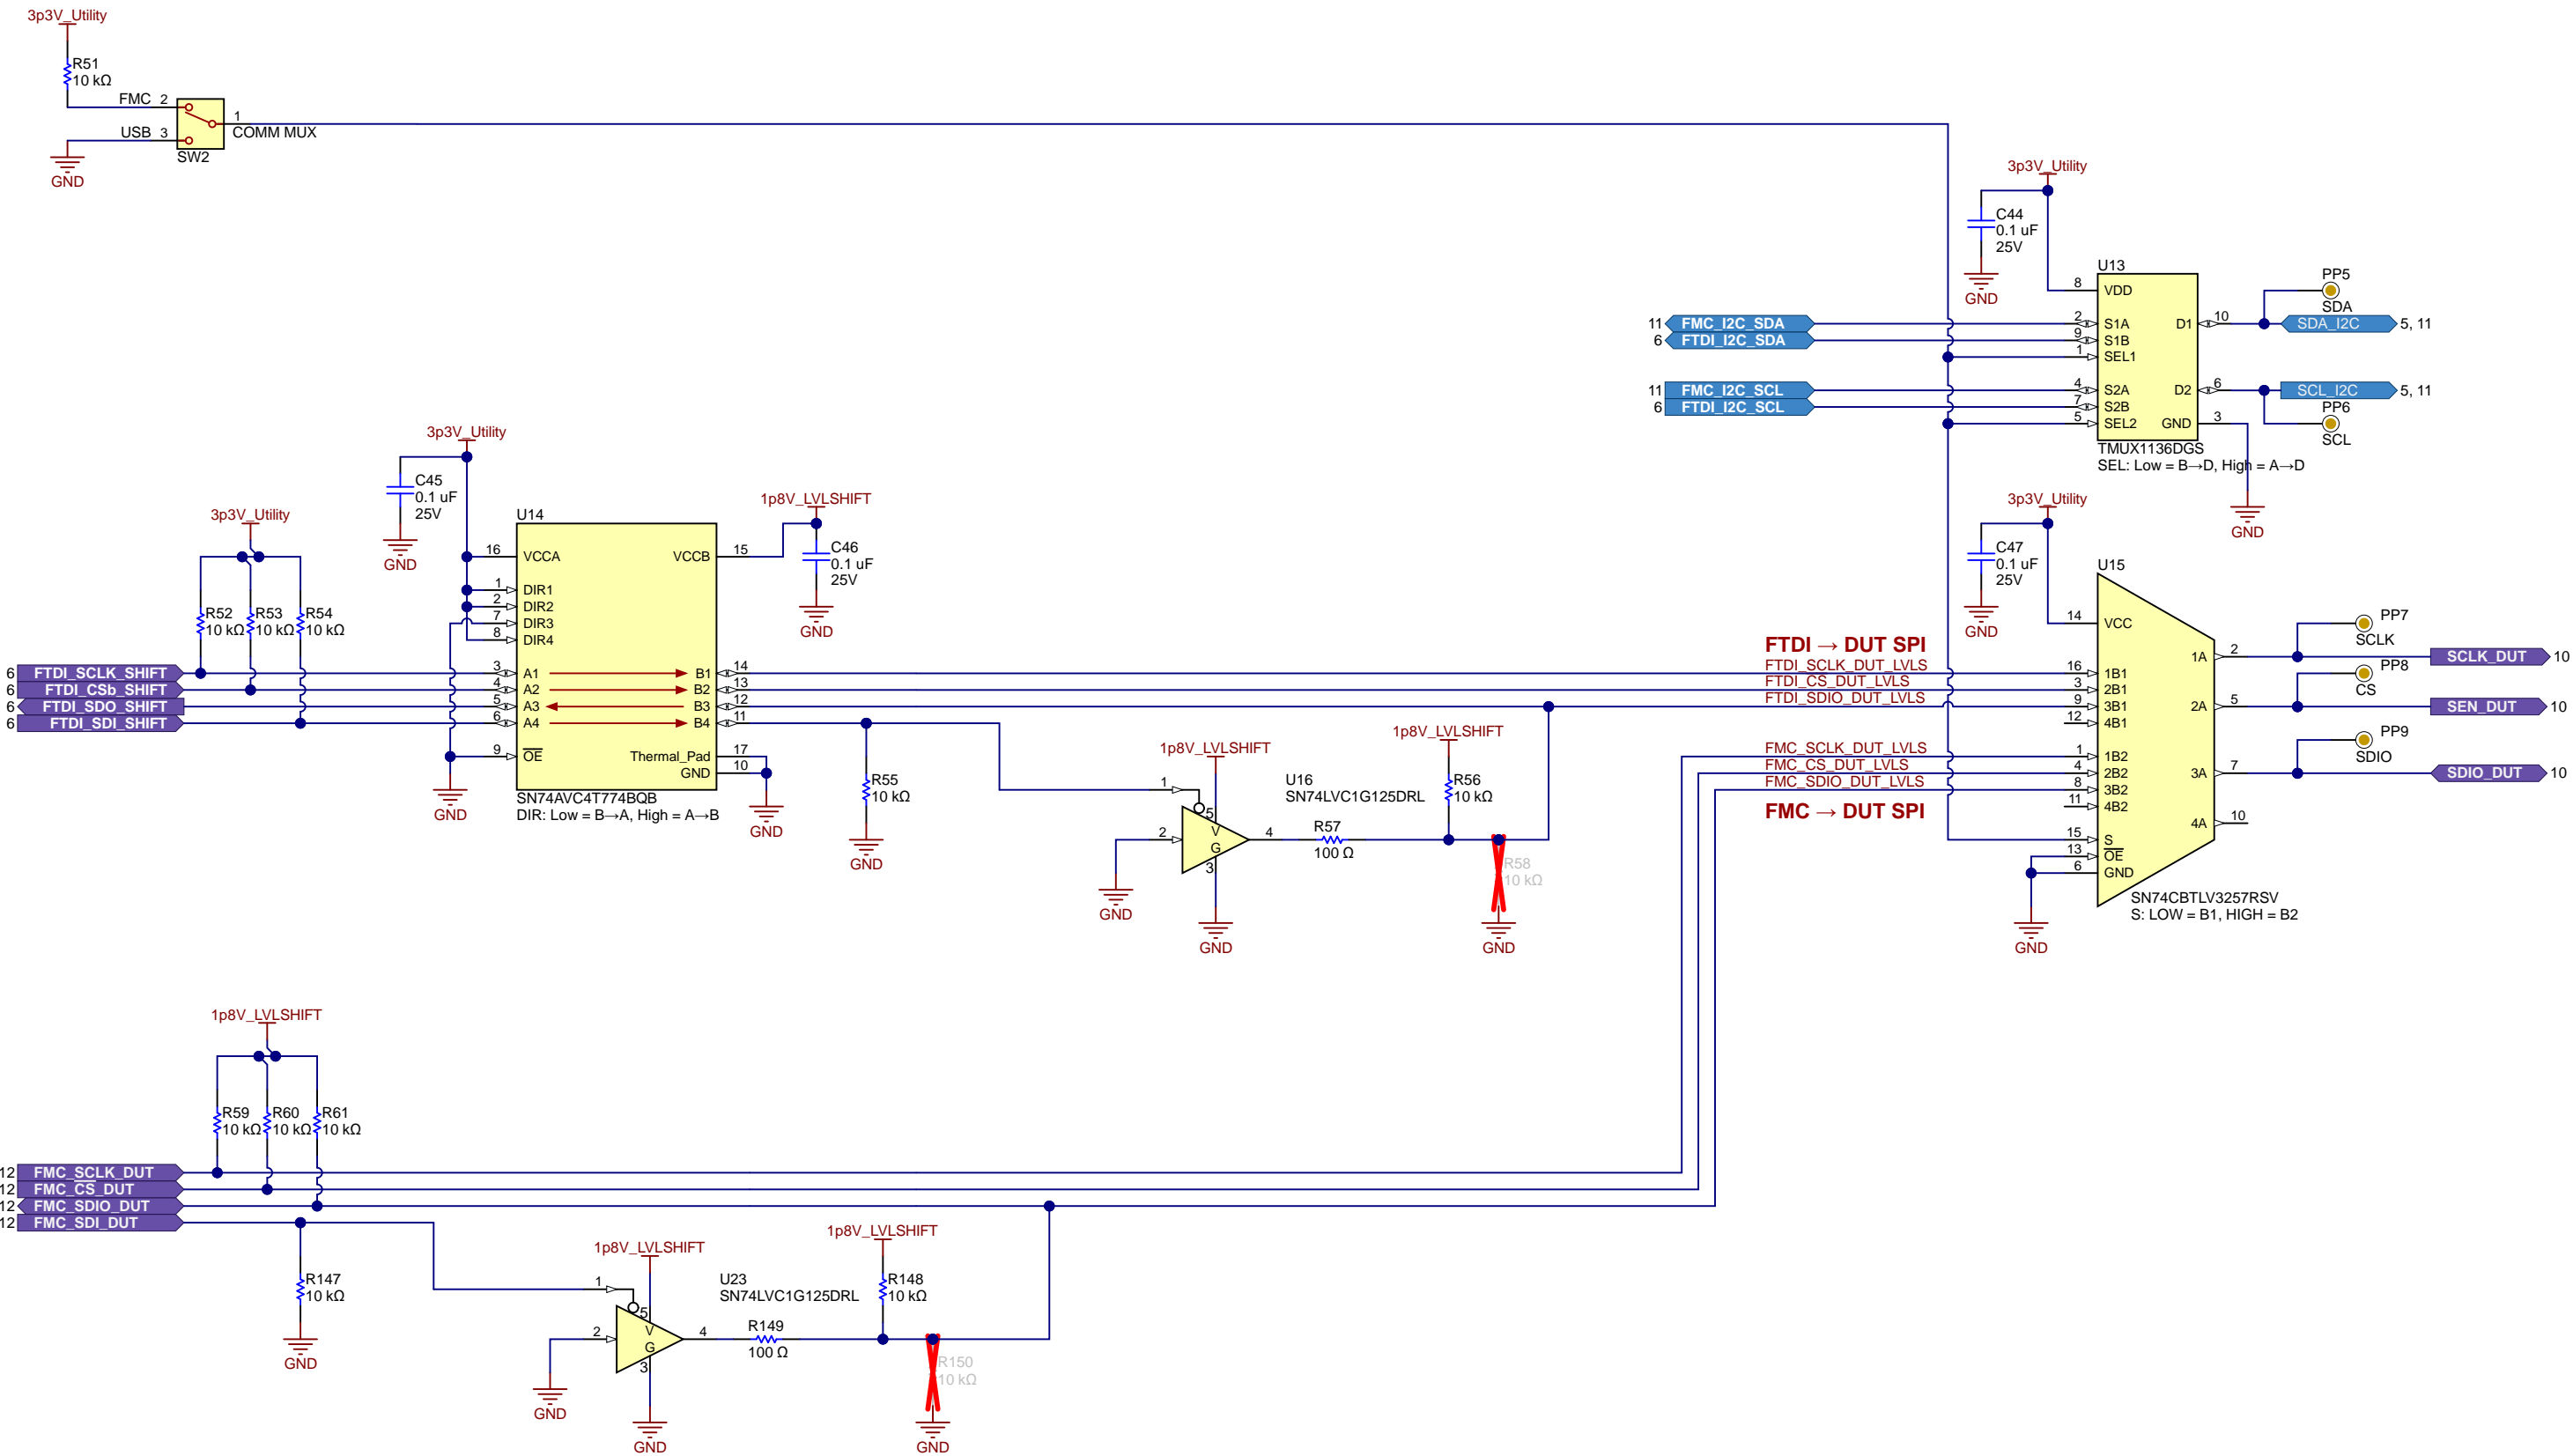 3p3V_Utility
R51
10 kΩ
FMC 2
1
COMM MUX
USB 3
SW2
GND
3p3V_Utility
C44
0.1 uF
25V
GND
U13
8 VDD
PP5
SDA
11 FMC_I2C_SDA
2 S1A
D1 10
SDA_I2C 5, 11
6 FTDI_I2C_SDA
9 S1B
1 SEL1
11 FMC_I2C_SCL
4 S2A
D2 6
SCL_I2C 5, 11
6 FTDI_I2C_SCL
7 S2B
PP6
SCL
5 SEL2
GND 3
TMUX1136DGS
SEL: Low = B→D, High = A→D
GND
3p3V_Utility
C45
0.1 uF
25V
GND
3p3V_Utility
R52
10 kΩ
R53
10 kΩ
R54
10 kΩ
1p8V_LVLSHIFT
C46
0.1 uF
25V
GND
U14
16 VCCA
VCCB 15
1 DIR1
2 DIR2
7 DIR3
8 DIR4
6 FTDI_SCLK_SHIFT
3 A1
B1 14
6 FTDI_CSb_SHIFT
4 A2
B2 13
6 FTDI_SDO_SHIFT
5 A3
B3 12
6 FTDI_SDI_SHIFT
6 A4
B4 11
9 OE
Thermal_Pad 17
GND 10
SN74AVC4T774BQB
DIR: Low = B→A, High = A→B
GND
GND
R55
10 kΩ
GND
1p8V_LVLSHIFT
1
U16
SN74LVC1G125DRL
5
V
2
4
G
3
GND
GND
R57
100 Ω
1p8V_LVLSHIFT
R56
10 kΩ
R58
10 kΩ
GND
FTDI → DUT SPI
FTDI_SCLK_DUT_LVLS
FTDI_CS_DUT_LVLS
FTDI_SDIO_DUT_LVLS
FMC_SCLK_DUT_LVLS
FMC_CS_DUT_LVLS
FMC_SDIO_DUT_LVLS
FMC → DUT SPI
3p3V_Utility
C47
0.1 uF
25V
GND
U15
14 VCC
16 1B1
3 2B1
9 3B1
12 4B1
1 1B2
4 2B2
8 3B2
11 4B2
15 S
13 OE
6 GND
1A 2
2A 5
3A 7
4A 10
PP7
SCLK
SCLK_DUT 10
PP8
CS
SEN_DUT 10
PP9
SDIO
SDIO_DUT 10
SN74CBTLV3257RSV
S: LOW = B1, HIGH = B2
GND
1p8V_LVLSHIFT
R59
10 kΩ
R60
10 kΩ
R61
10 kΩ
12 FMC_SCLK_DUT
12 FMC_CS_DUT
12 FMC_SDIO_DUT
12 FMC_SDI_DUT
R147
10 kΩ
GND
1p8V_LVLSHIFT
1
U23
SN74LVC1G125DRL
5
V
2
4
G
3
GND
GND
R149
100 Ω
1p8V_LVLSHIFT
R148
10 kΩ
R150
10 kΩ
GND